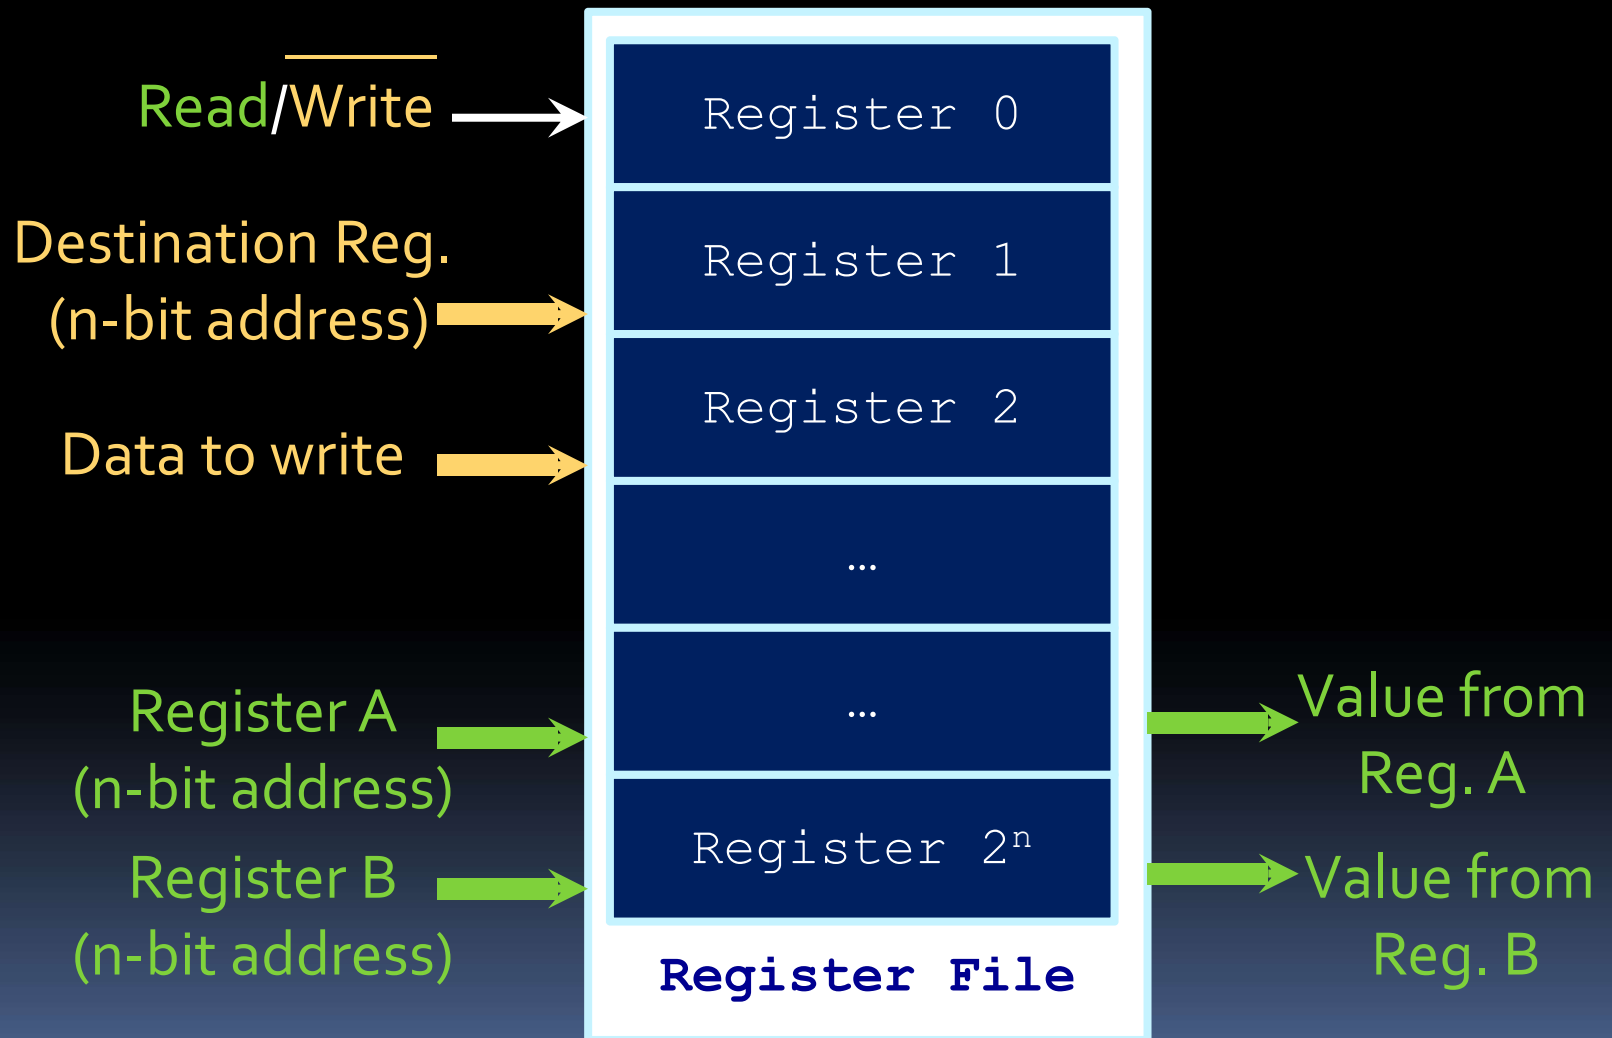 Read/Write
Destination Reg.
(n-bit address)
Data to write
Register A
(n-bit address)
Register B
(n-bit address)
Register 0
Register 1
Register 2
…
…
Register 2ⁿ
Register File
Value from
Reg. A
Value from
Reg. B